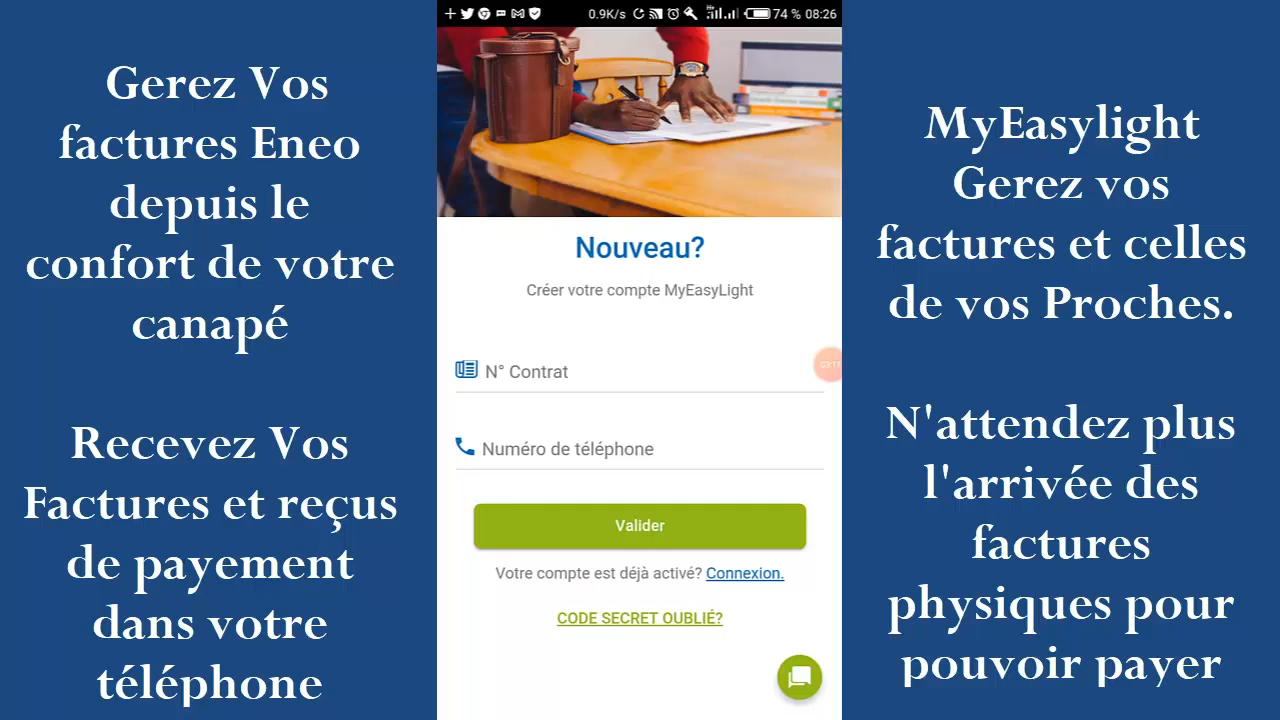 Gerez Vos
factures Eneo
depuis le
confort de votre
canapé
Recevez Vos
Factures et reçus
de payement
dans votre
téléphone
0.9K/s
74 % 08:26
Nouveau?
Créer votre compte MyEasyLight
N° Contrat
03:17
Numéro de téléphone
Valider
Votre compte est déjà activé? Connexion.
CODE SECRET OUBLIÉ?
MyEasylight
Gerez vos
factures et celles
de vos Proches.
N'attendez plus
l'arrivée des
factures
physiques pour
pouvoir payer